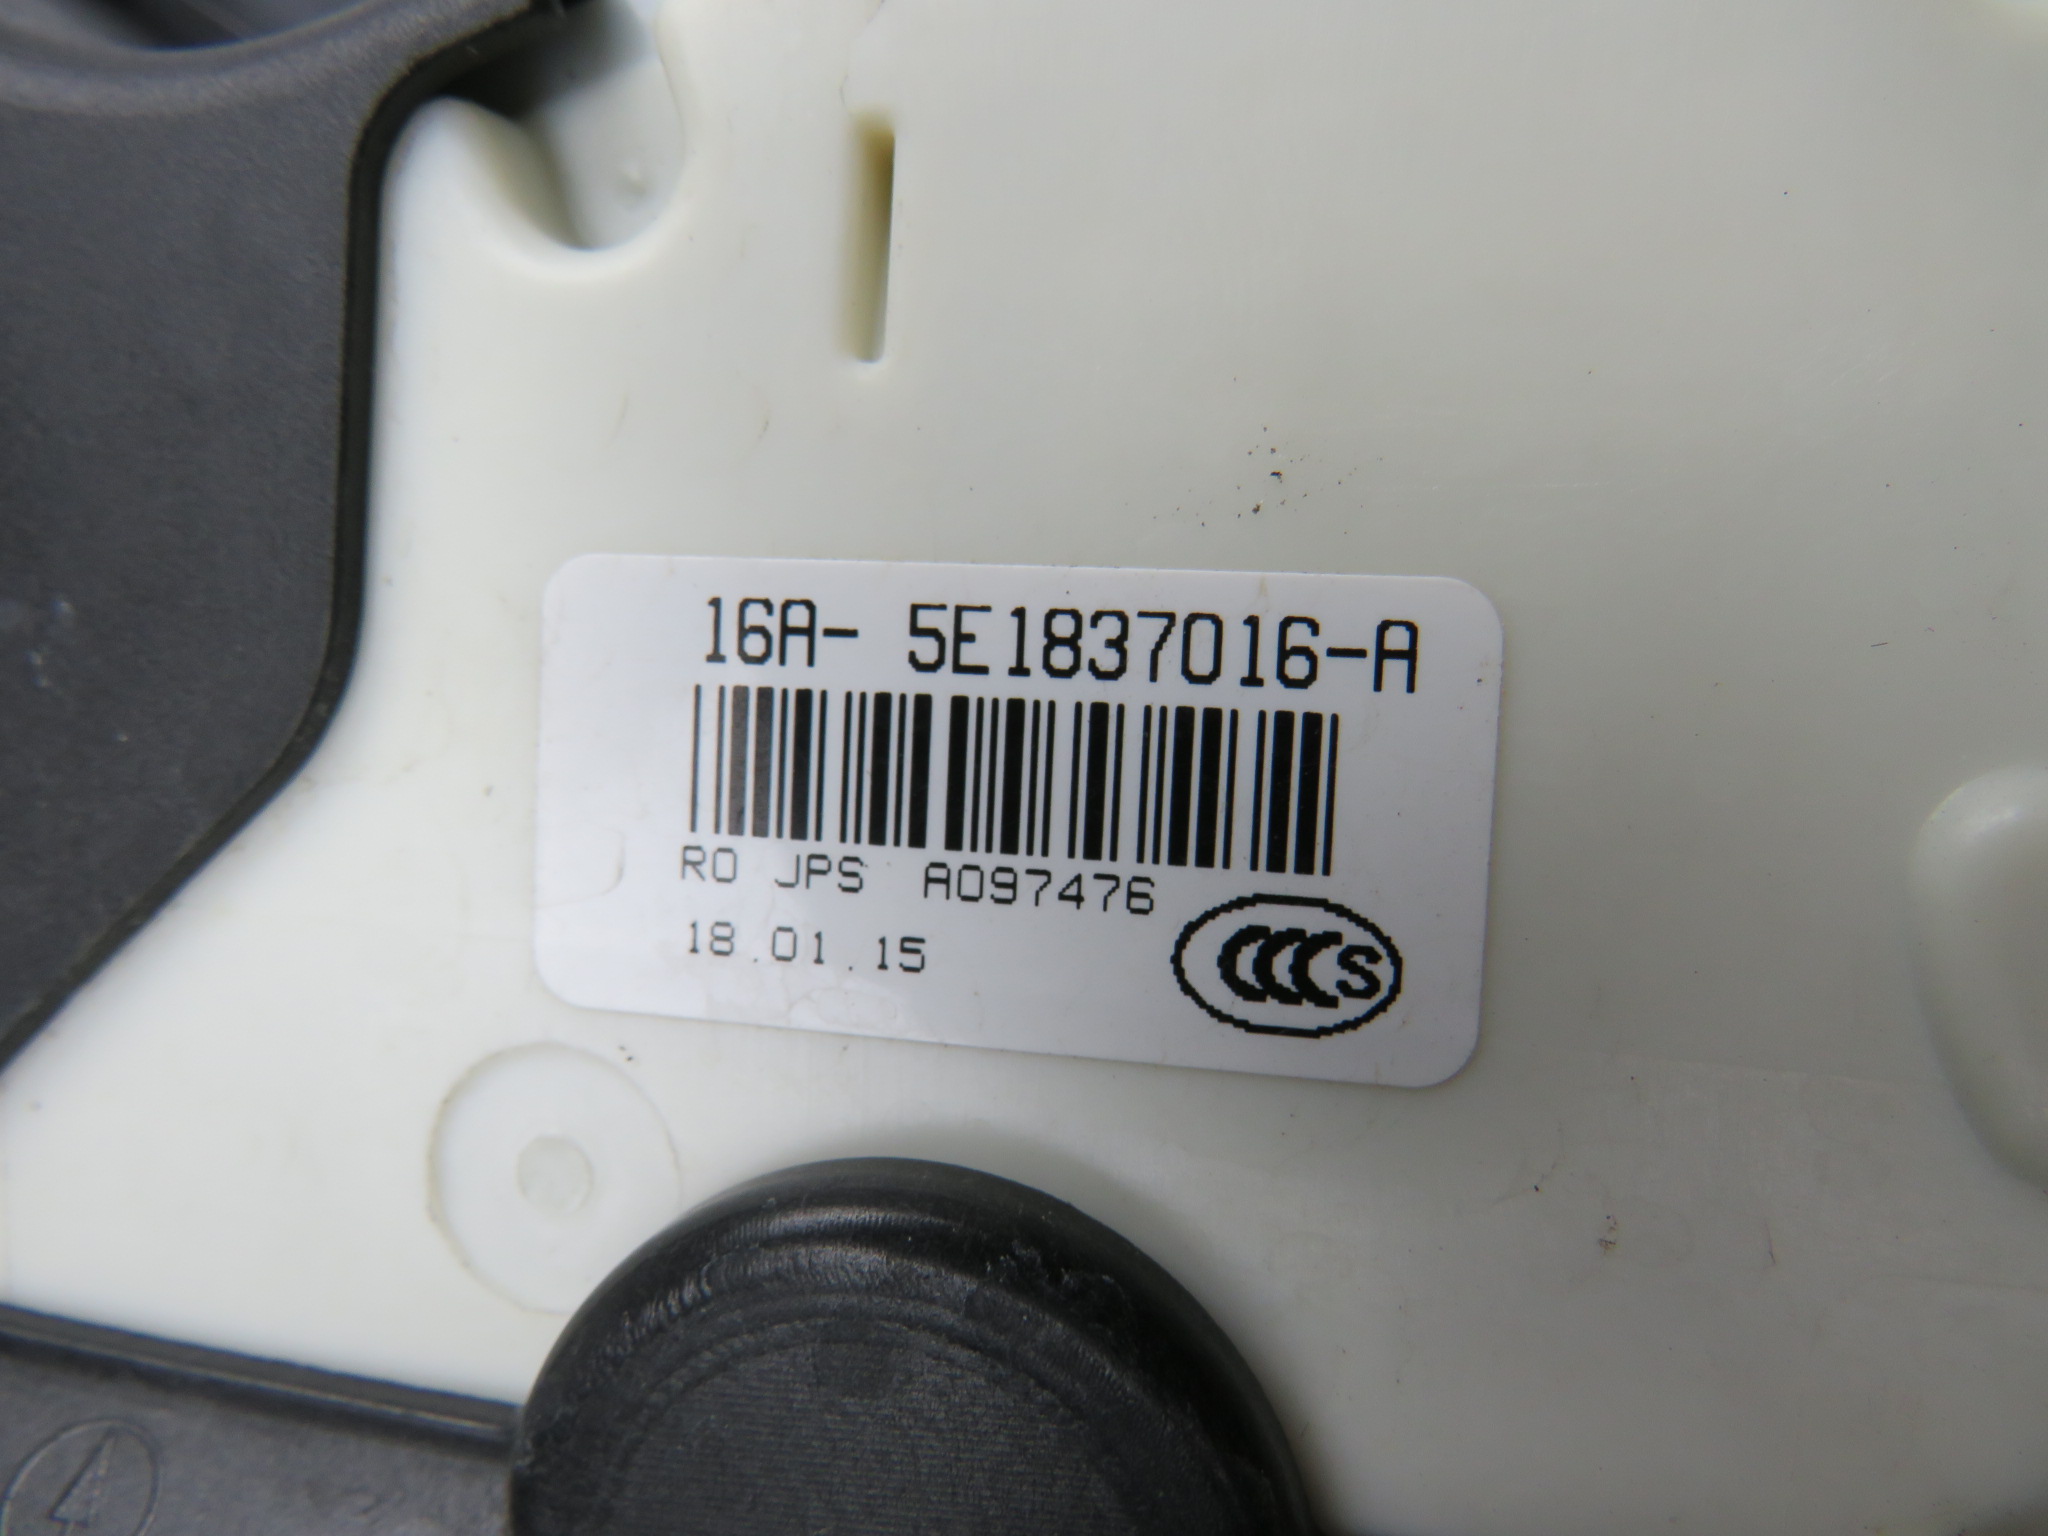 16A- 5E1837016-A
RO JPS A097476
18.01.15
CCCS